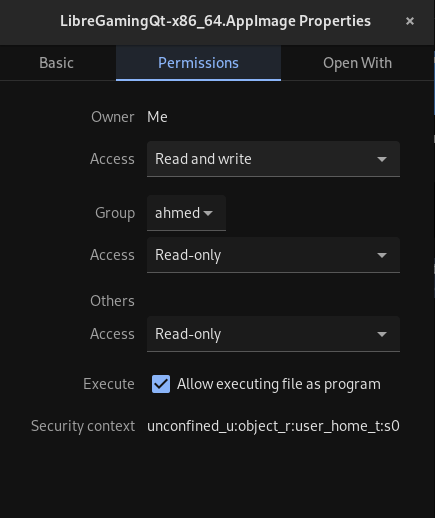 LibreGamingQt-x86_64.AppImage Properties ×
Basic Permissions Open With
Owner Me
Access Read and write
Group ahmed
Access Read-only
Others
Access Read-only
Execute Allow executing file as program
Security context unconfined_u:object_r:user_home_t:s0